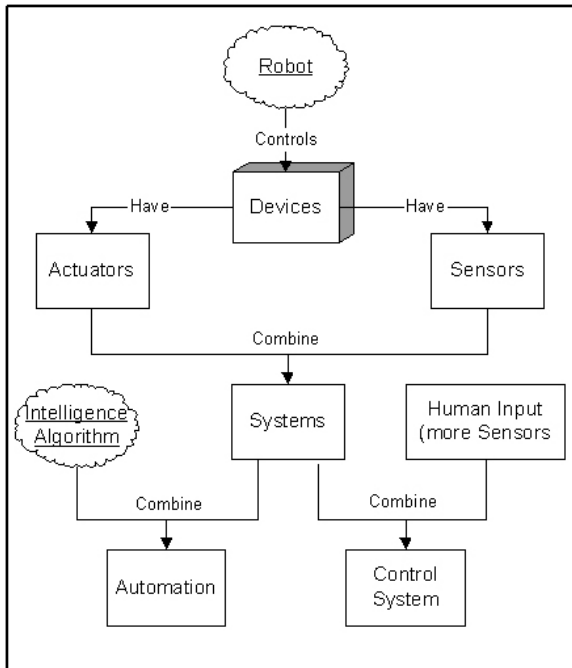 Robot
Controls
Devices
Have
Have
Actuators
Sensors
Combine
Intelligence
Algorithm
Systems
Human Input
(more Sensors
Combine
Combine
Automation
Control
System